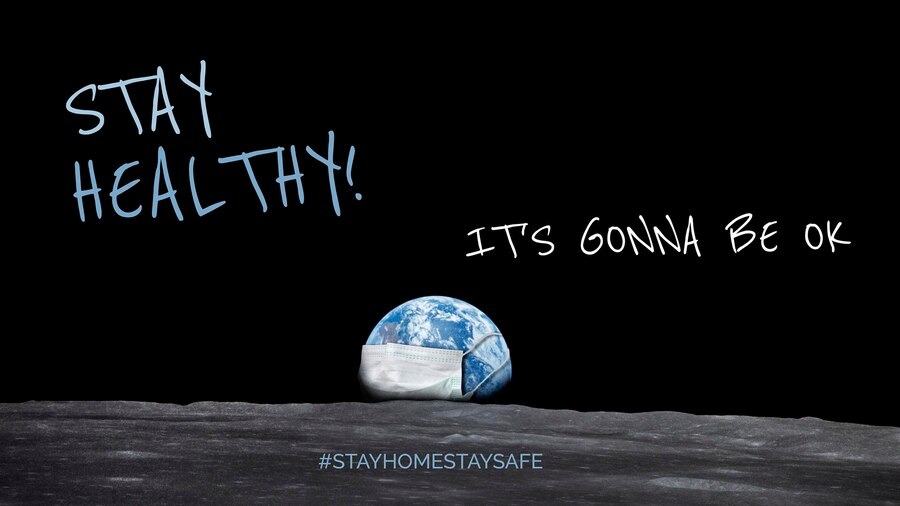 STAY
HEALTHY!
IT'S GONNA BE OK
#STAYHOMESTAYSAFE